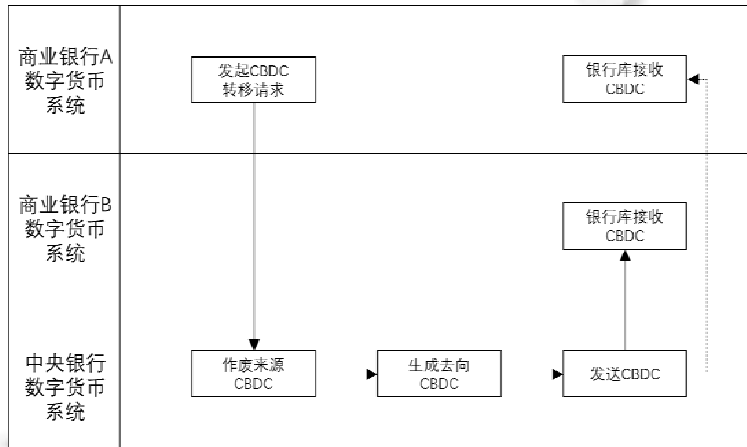 商业银行A
数字货币
系统
发起CBDC
转移请求
银行库接收
CBDC
商业银行B
数字货币
系统
银行库接收
CBDC
中央银行
数字货币
系统
作废来源
CBDC
生成去向
CBDC
发送CBDC